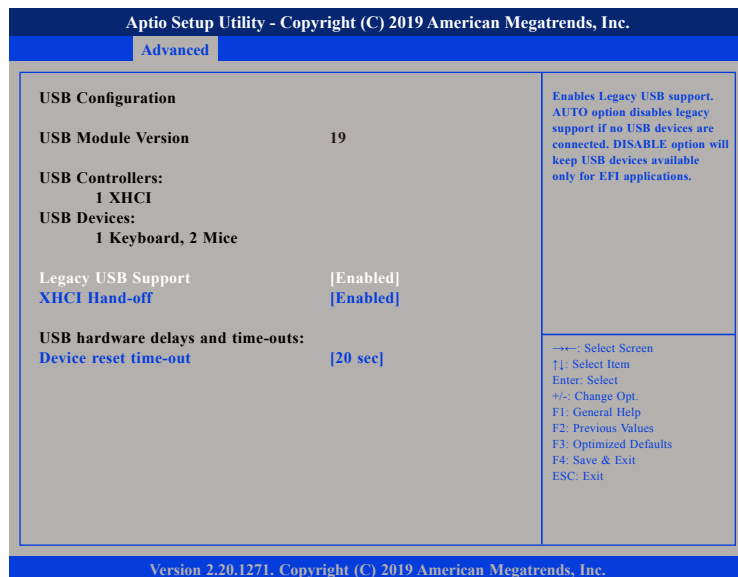 Aptio Setup Utility - Copyright (C) 2019 American Megatrends, Inc.
Advanced
USB Configuration
USB Module Version 19
USB Controllers:
1 XHCI
USB Devices:
1 Keyboard, 2 Mice
Legacy USB Support [Enabled]
XHCI Hand-off [Enabled]
USB hardware delays and time-outs:
Device reset time-out [20 sec]
Enables Legacy USB support.
AUTO option disables legacy
support if no USB devices are
connected. DISABLE option will
keep USB devices available
only for EFI applications.
→←: Select Screen
↑↓: Select Item
Enter: Select
+/-: Change Opt.
F1: General Help
F2: Previous Values
F3: Optimized Defaults
F4: Save & Exit
ESC: Exit
Version 2.20.1271. Copyright (C) 2019 American Megatrends, Inc.